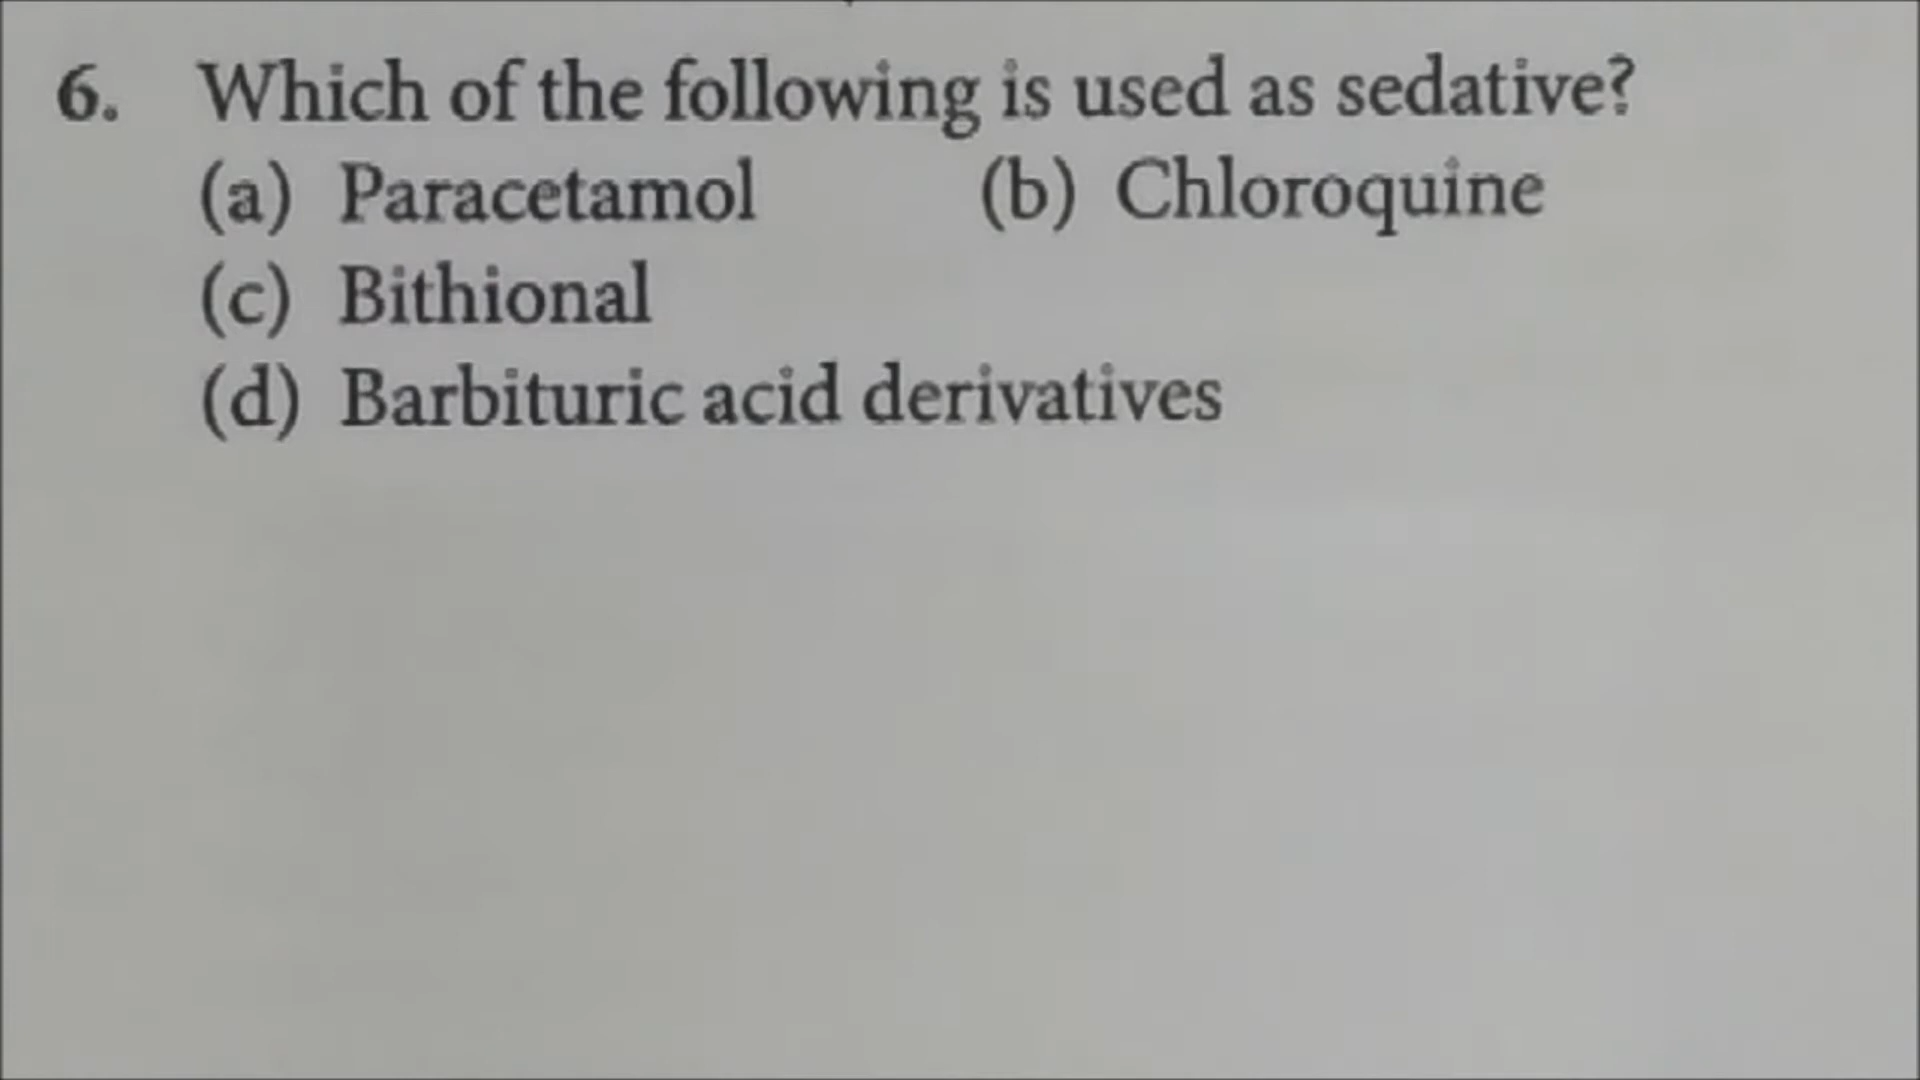 6. Which of the following is used as sedative?
(a) Paracetamol (b) Chloroquine
(c) Bithional
(d) Barbituric acid derivatives